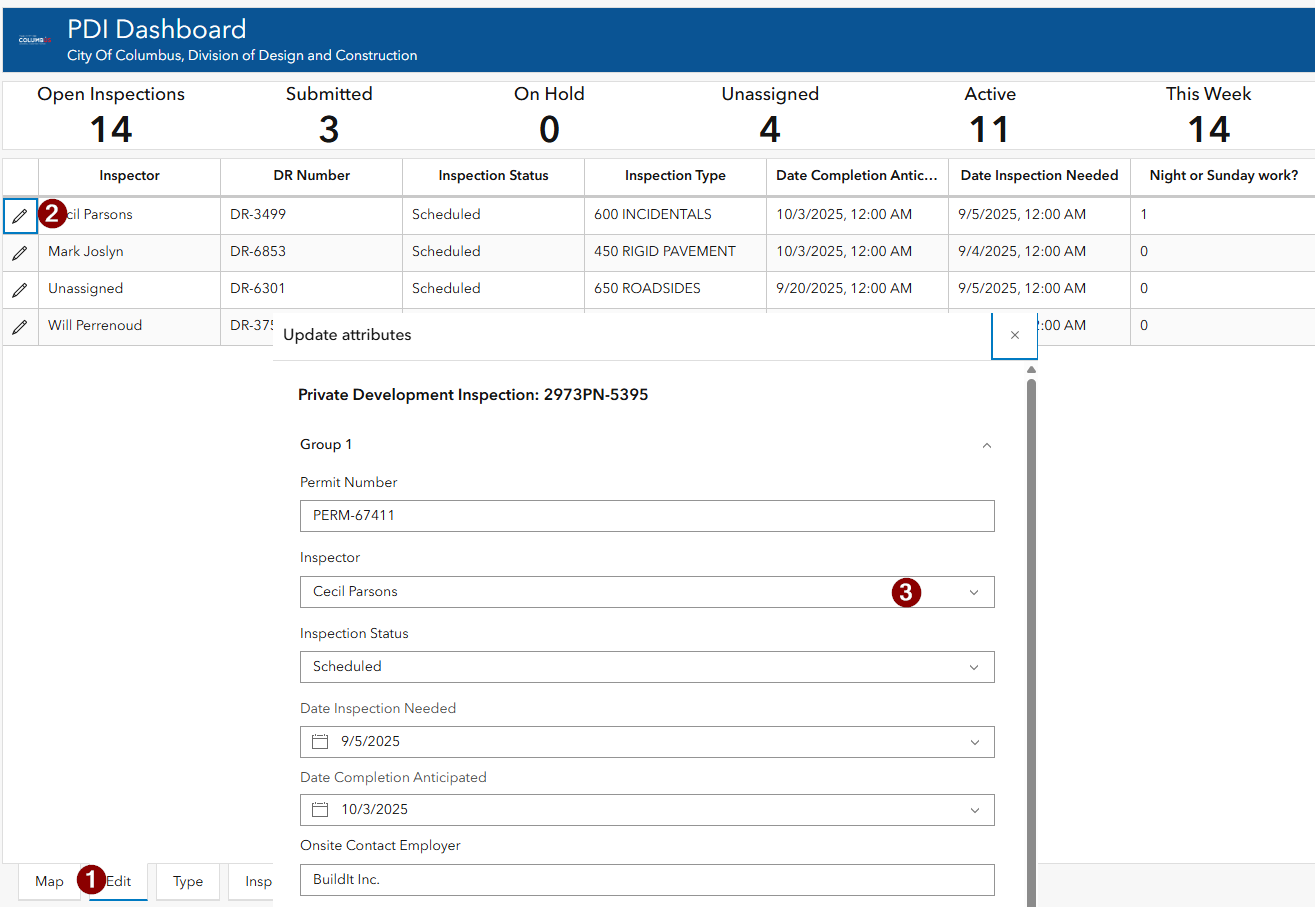 COLUMBUS
PDI Dashboard
City Of Columbus, Division of Design and Construction
Open Inspections Submitted On Hold Unassigned Active This Week
14 3 0 4 11 14
Inspector DR Number Inspection Status Inspection Type Date Completion Antic... Date Inspection Needed Night or Sunday work?
2 cil Parsons DR-3499 Scheduled 600 INCIDENTALS 10/3/2025, 12:00 AM 9/5/2025, 12:00 AM 1
Mark Joslyn DR-6853 Scheduled 450 RIGID PAVEMENT 10/3/2025, 12:00 AM 9/4/2025, 12:00 AM 0
Unassigned DR-6301 Scheduled 650 ROADSIDES 9/20/2025, 12:00 AM 9/5/2025, 12:00 AM 0
Will Perrenoud DR-375 :00 AM 0
Update attributes
Private Development Inspection: 2973PN-5395
Group 1
Permit Number
PERM-67411
Inspector
Cecil Parsons 3
Inspection Status
Scheduled
Date Inspection Needed
9/5/2025
Date Completion Anticipated
10/3/2025
Onsite Contact Employer
BuildIt Inc.
Map 1 Edit Type Insp